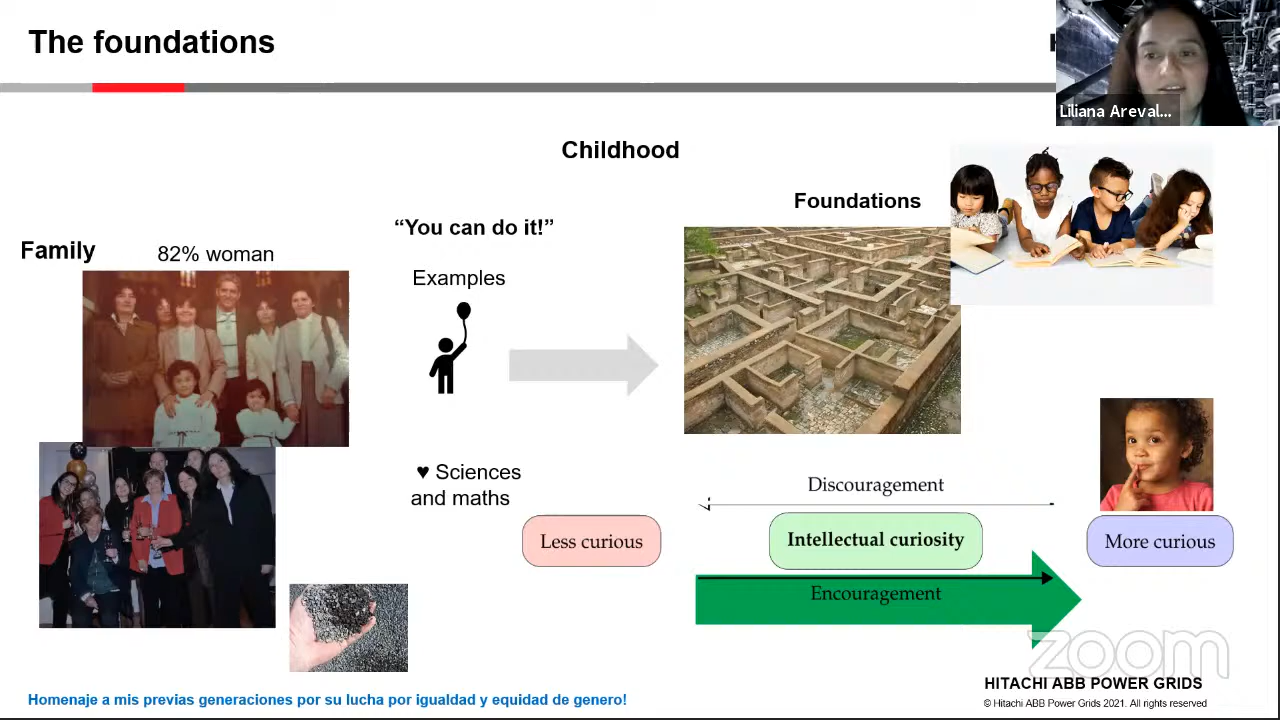 The foundations
Liliana Areval...
Childhood
Foundations
“You can do it!”
Family
82% woman
Examples
♥ Sciences
and maths
Discouragement
Less curious
Intellectual curiosity
More curious
Encouragement
zoom
HITACHI ABB POWER GRIDS
Homenaje a mis previas generaciones por su lucha por igualdad y equidad de genero!
© Hitachi ABB Power Grids 2021. All rights reserved